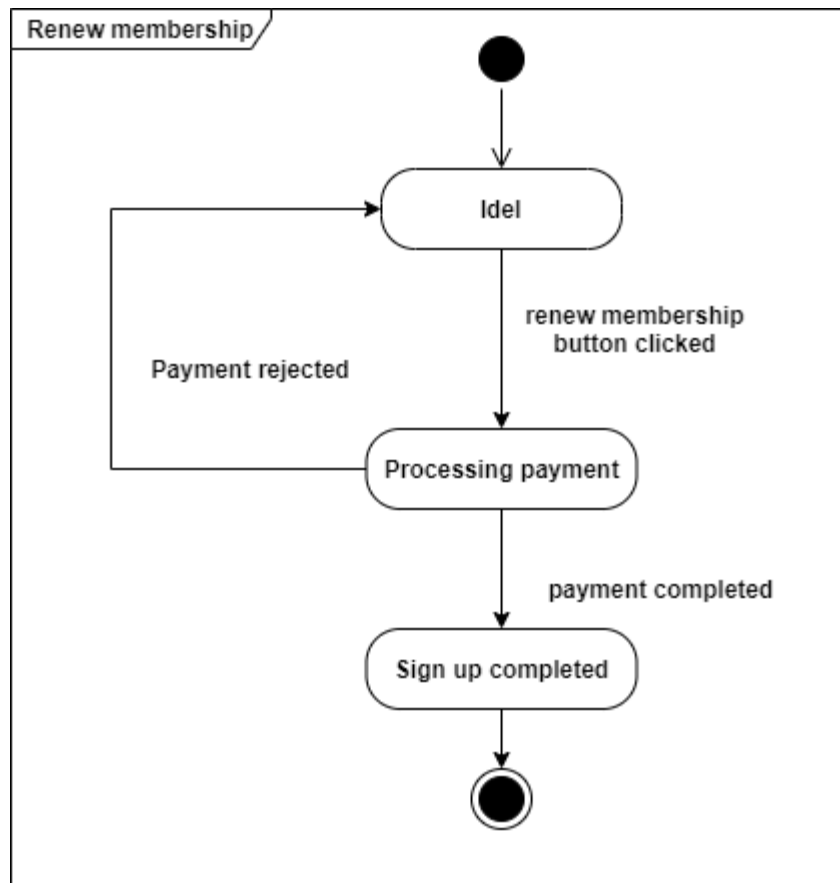 Renew membership
Idel
renew membership
button clicked
Payment rejected
Processing payment
payment completed
Sign up completed